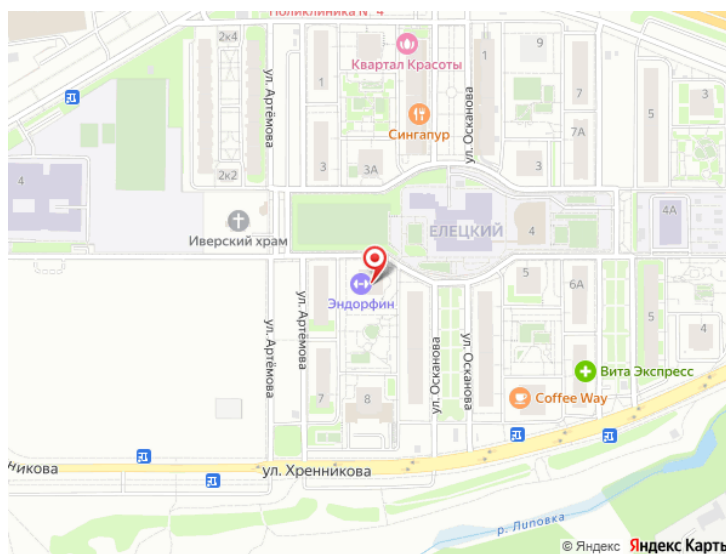 Поликлиника № 4
2к4
ул. Артёмова
1
Квартал Красоты
1
9
7
3
5
Сингапур
ул. Осканова
7А
4
2к2
3
3А
3
Иверский храм
ЕЛЕЦКИЙ
4
4А
Эндорфин
ул. Артёмова
5
6А
ул. Артёмова
ул. Осканова
ул. Осканова
5
4
Вита Экспресс
7
8
Coffee Way
никова
ул. Хренникова
р. Липовка
© Яндекс Яндекс Карты